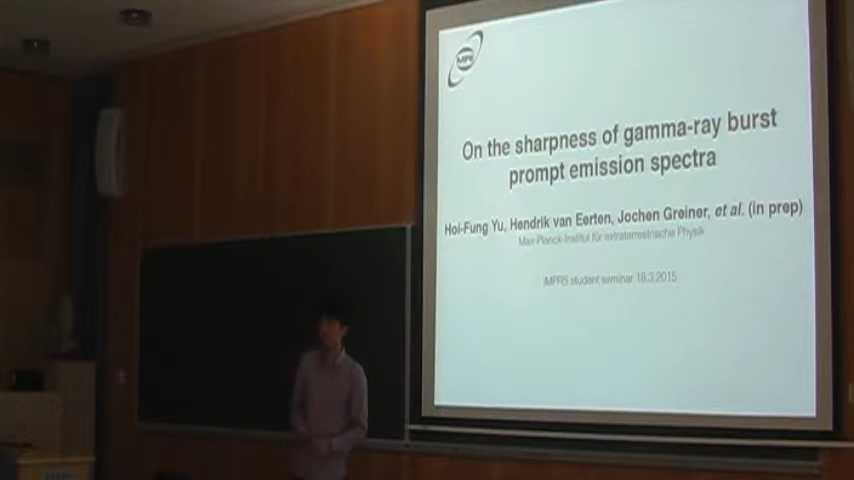 MPE
On the sharpness of gamma-ray burst
prompt emission spectra
Hoi-Fung Yu, Hendrik van Eerten, Jochen Greiner, et al. (in prep)
Max-Planck-Institut für extraterrestrische Physik
IMPRS student seminar 18.3.2015